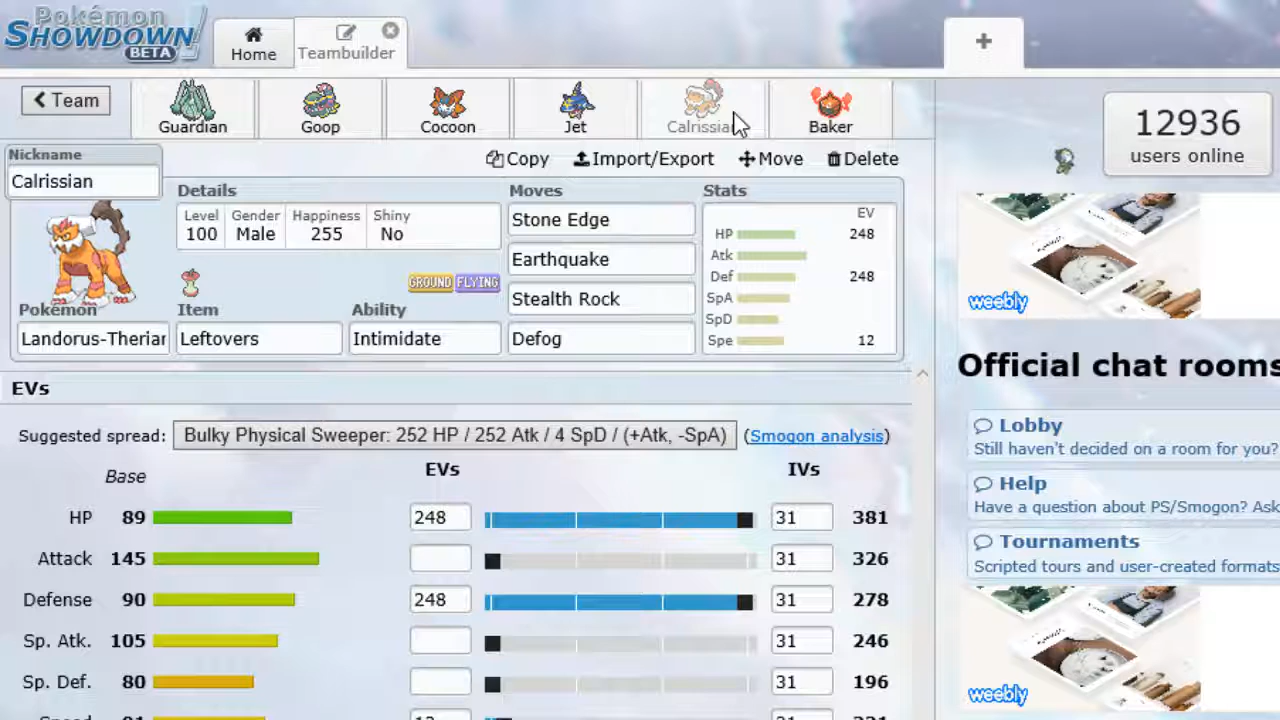 Pokémon
SHOWDOWN!
BETA
Home
Teambuilder
+
Team
Guardian
Goop
Cocoon
Jet
Calrissian
Baker
12936
users online
Copy
Import/Export
Move
Delete
Nickname
Calrissian
Details
Moves
Stats
Level
Gender
Happiness
Shiny
100
Male
255
No
Stone Edge
Earthquake
Stealth Rock
Defog
EV
HP 248
Atk
Def 248
SpA
SpD
Spe 12
GROUND FLYING
Pokémon
Item
Ability
Landorus-Therian
Leftovers
Intimidate
weebly
EVs
Suggested spread: Bulky Physical Sweeper: 252 HP / 252 Atk / 4 SpD / (+Atk, -SpA) (Smogon analysis)
Base
EVs
IVs
HP 89 248 31 381
Attack 145 31 326
Defense 90 248 31 278
Sp. Atk. 105 31 246
Sp. Def. 80 31 196
Official chat rooms
Lobby
Still haven't decided on a room for you?
Help
Have a question about PS/Smogon? Ask
Tournaments
Scripted tours and user-created formats
weebly